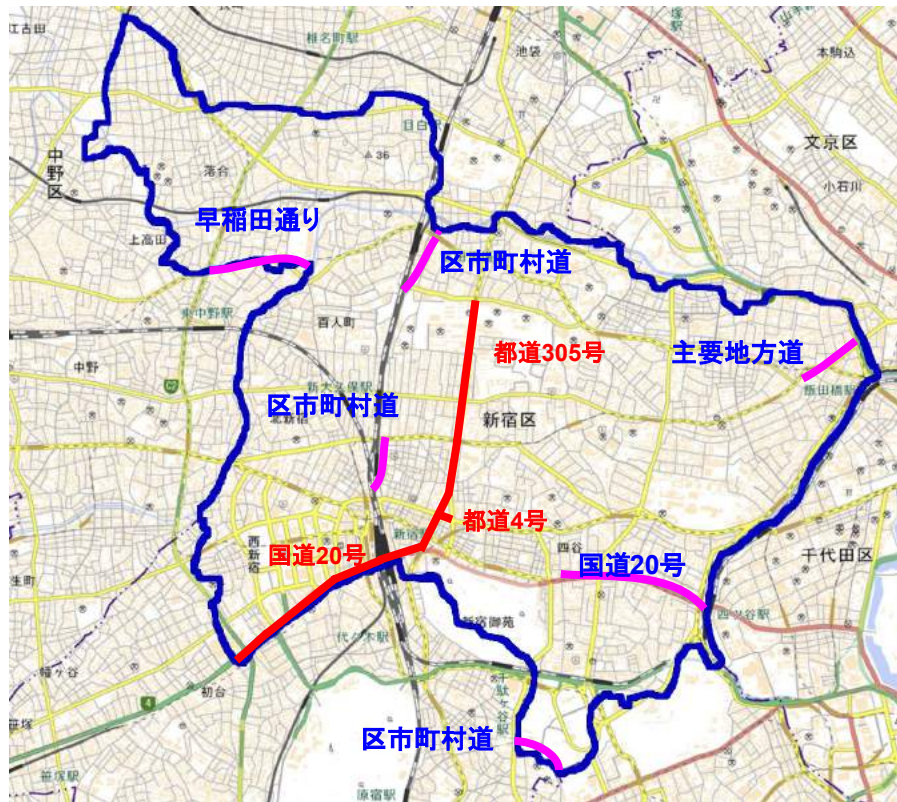 江古田
椎名町駅
池袋
本駒込
目白
文京区
中野区
36
落合
小石川
早稲田通り
上高田
区市町村道
東中野駅
百人町
都道305号
主要地方道
中野
飯田橋駅
新大久保駅
区市町村道
北新宿
新宿区
C2
都道4号
新宿
西新宿
国道20号
四谷
国道20号
千代田区
四ツ谷駅
新宿御苑
代々木駅
幡ヶ谷
初台
4
千駄ヶ谷駅
笹塚
区市町村道
笹塚駅
原宿駅